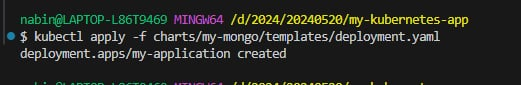 nabin@LAPTOP-L86T9469 MINGW64 /d/2024/20240520/my-kubernetes-app
$ kubectl apply -f charts/my-mongo/templates/deployment.yaml
deployment.apps/my-application created